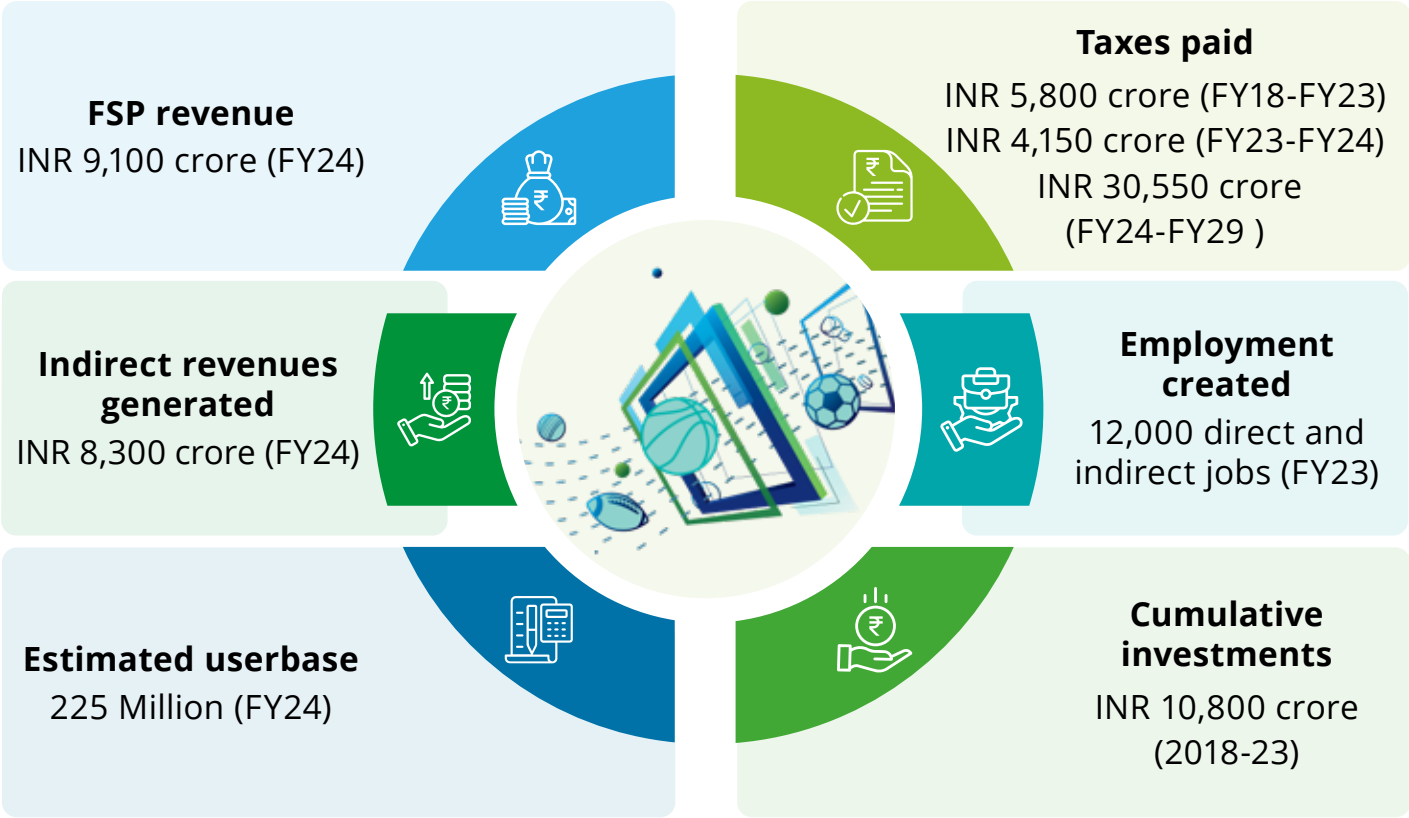 FSP revenue
INR 9,100 crore (FY24)
Taxes paid
INR 5,800 crore (FY18-FY23)
INR 4,150 crore (FY23-FY24)
INR 30,550 crore
(FY24-FY29 )
Indirect revenues
generated
INR 8,300 crore (FY24)
Employment
created
12,000 direct and
indirect jobs (FY23)
Estimated userbase
225 Million (FY24)
Cumulative
investments
INR 10,800 crore
(2018-23)